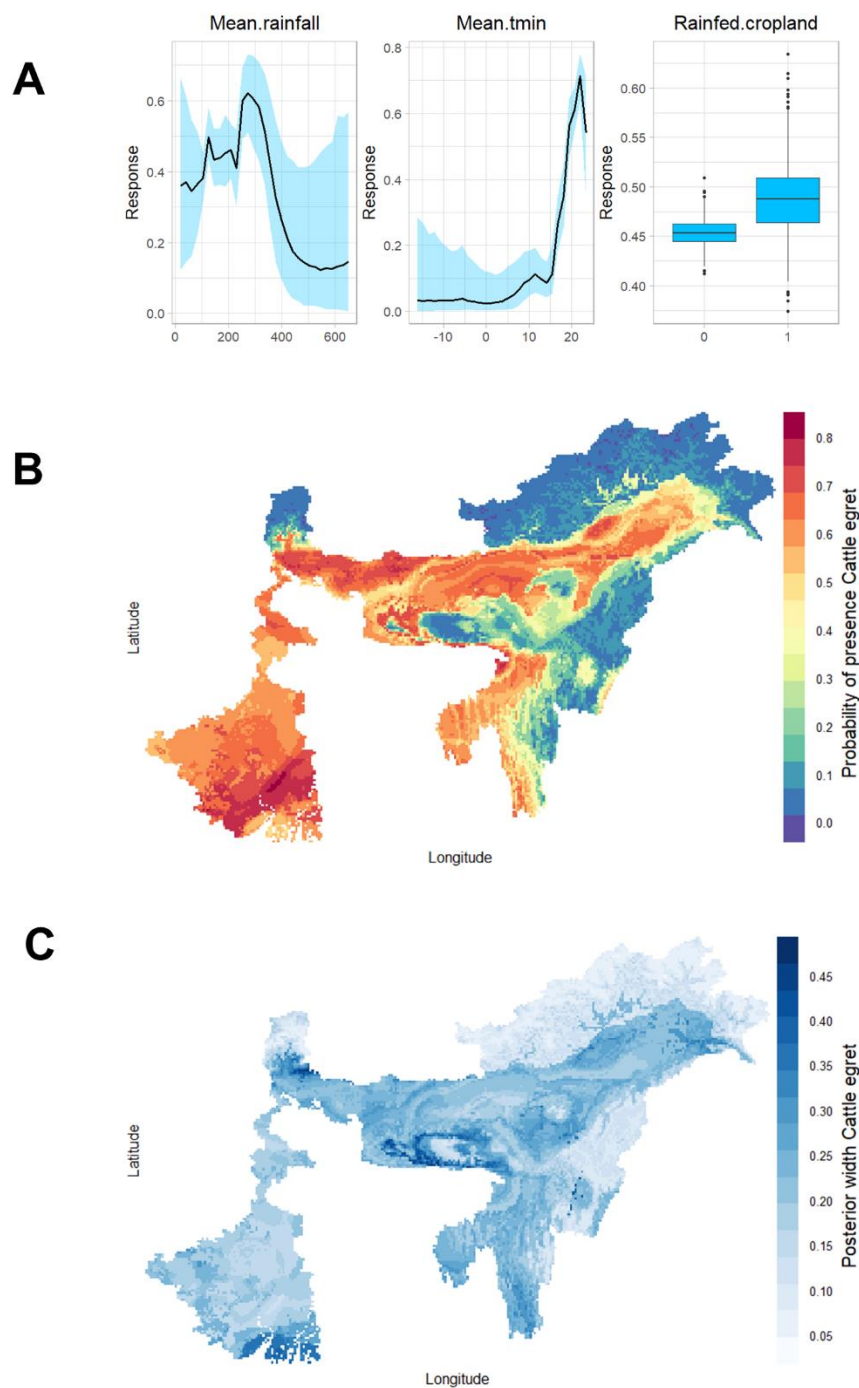 A
Mean.rainfall
Response
0.6
0.4
0.2
0.0
0 200 400 600
Mean.tmin
Response
0.8
0.6
0.4
0.2
0.0
-10 0 10 20
Rainfed.cropland
Response
0.60
0.55
0.50
0.45
0.40
0 1
B
Latitude
Longitude
0.8
0.7
0.6
0.5
0.4
0.3
0.2
0.1
0.0
Probability of presence Cattle egret
C
Latitude
Longitude
0.45
0.40
0.35
0.30
0.25
0.20
0.15
0.10
0.05
Posterior width Cattle egret